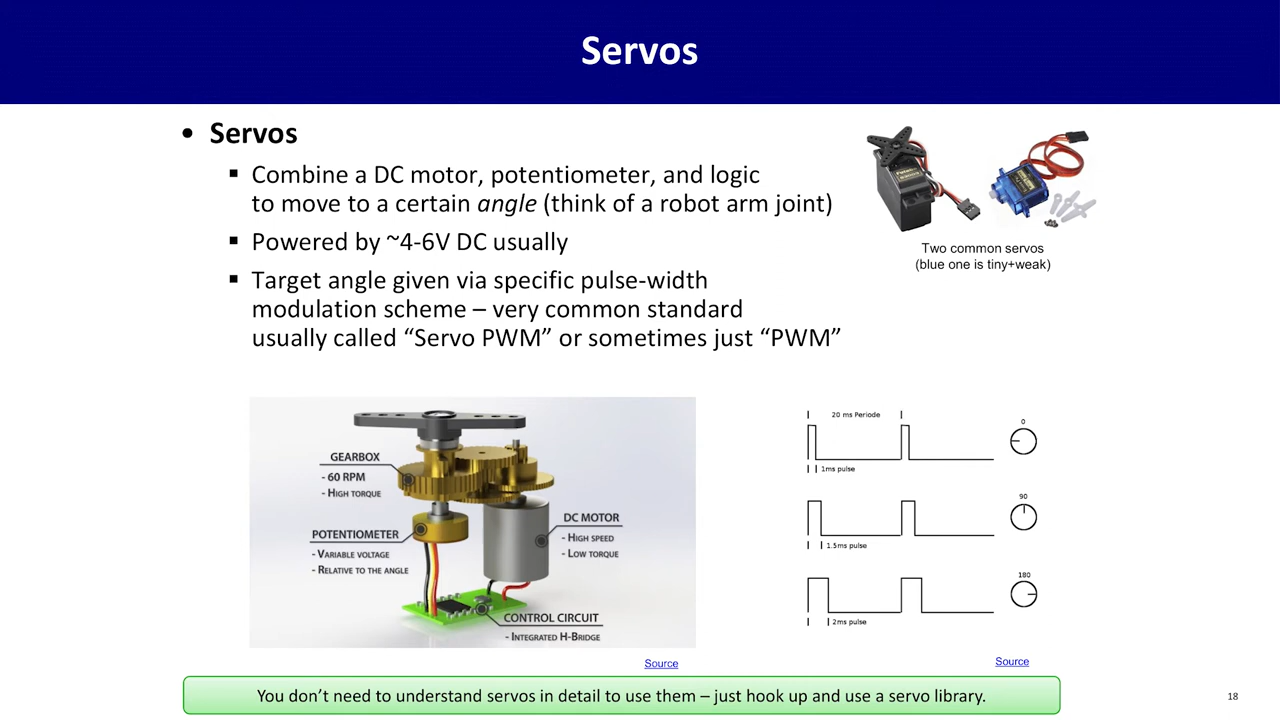 Servos
• Servos
▪ Combine a DC motor, potentiometer, and logic
to move to a certain angle (think of a robot arm joint)
▪ Powered by ~4-6V DC usually
▪ Target angle given via specific pulse-width
modulation scheme – very common standard
usually called “Servo PWM” or sometimes just “PWM”
Two common servos
(blue one is tiny+weak)
GEARBOX
- 60 RPM
- HIGH TORQUE
POTENTIOMETER
- VARIABLE VOLTAGE
- RELATIVE TO THE ANGLE
DC MOTOR
- HIGH SPEED
- LOW TORQUE
CONTROL CIRCUIT
- INTEGRATED H-BRIDGE
Source
20 ms Periode
0
1ms pulse
90
1.5ms pulse
180
2ms pulse
Source
You don’t need to understand servos in detail to use them – just hook up and use a servo library.
18